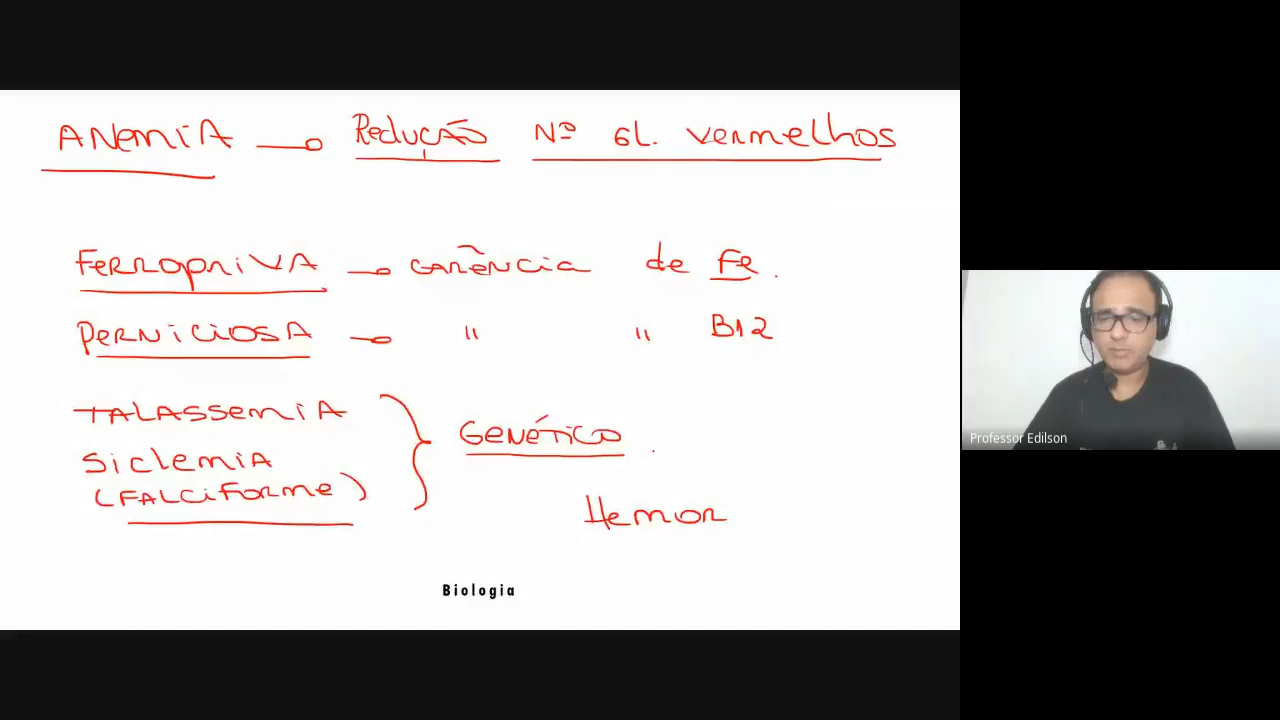 ANEMIA → Redução Nº Gl. vermelhos
FERROPRIVA → carência de Fe.
PERNICIOSA → " " B12
TALASSEMIA
SICLEMIA
(FALCIFORME)
GENÉTICO.
Hemor
Biologia
Professor Edilson